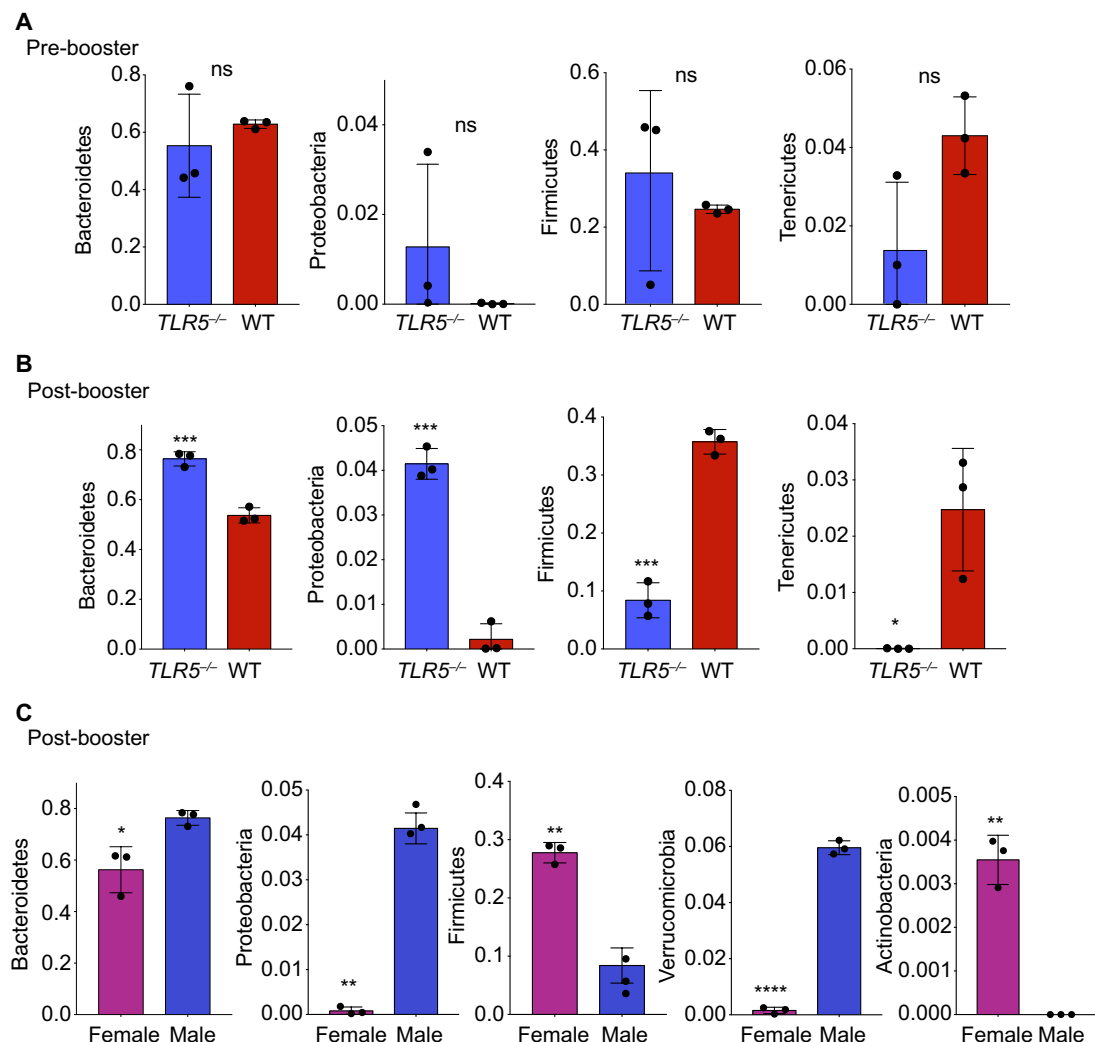 A
Pre-booster
Bacteroidetes
0.8
0.6
0.4
0.2
0.0
ns
TLR5⁻/⁻ WT
Proteobacteria
0.04
0.02
0.00
ns
TLR5⁻/⁻ WT
Firmicutes
0.6
0.4
0.2
0.0
ns
TLR5⁻/⁻ WT
Tenericutes
0.06
0.04
0.02
0.00
ns
TLR5⁻/⁻ WT
B
Post-booster
Bacteroidetes
0.8
0.6
0.4
0.2
0.0
***
TLR5⁻/⁻ WT
Proteobacteria
0.05
0.04
0.03
0.02
0.01
0.00
***
TLR5⁻/⁻ WT
Firmicutes
0.4
0.3
0.2
0.1
0.0
***
TLR5⁻/⁻ WT
Tenericutes
0.04
0.03
0.02
0.01
0.00
*
TLR5⁻/⁻ WT
C
Post-booster
Bacteroidetes
0.8
0.6
0.4
0.2
0.0
*
Female Male
Proteobacteria
0.05
0.04
0.03
0.02
0.01
0.00
**
Female Male
Firmicutes
0.4
0.3
0.2
0.1
0.0
**
Female Male
Verrucomicrobia
0.08
0.06
0.04
0.02
0.00
****
Female Male
Actinobacteria
0.005
0.004
0.003
0.002
0.001
0.000
**
Female Male